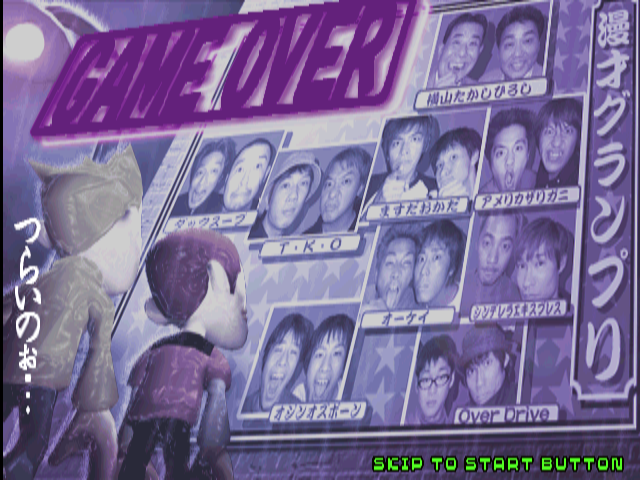 GAME OVER
漫才グランプリ
横山たかしひろし
ダックスープ
T・K・O
ますだおかだ
アメリカザリガニ
オーケイ
シンデレラエキスプレス
オジンオズボーン
Over Drive
つらいのぉ・・・
SKIP TO START BUTTON